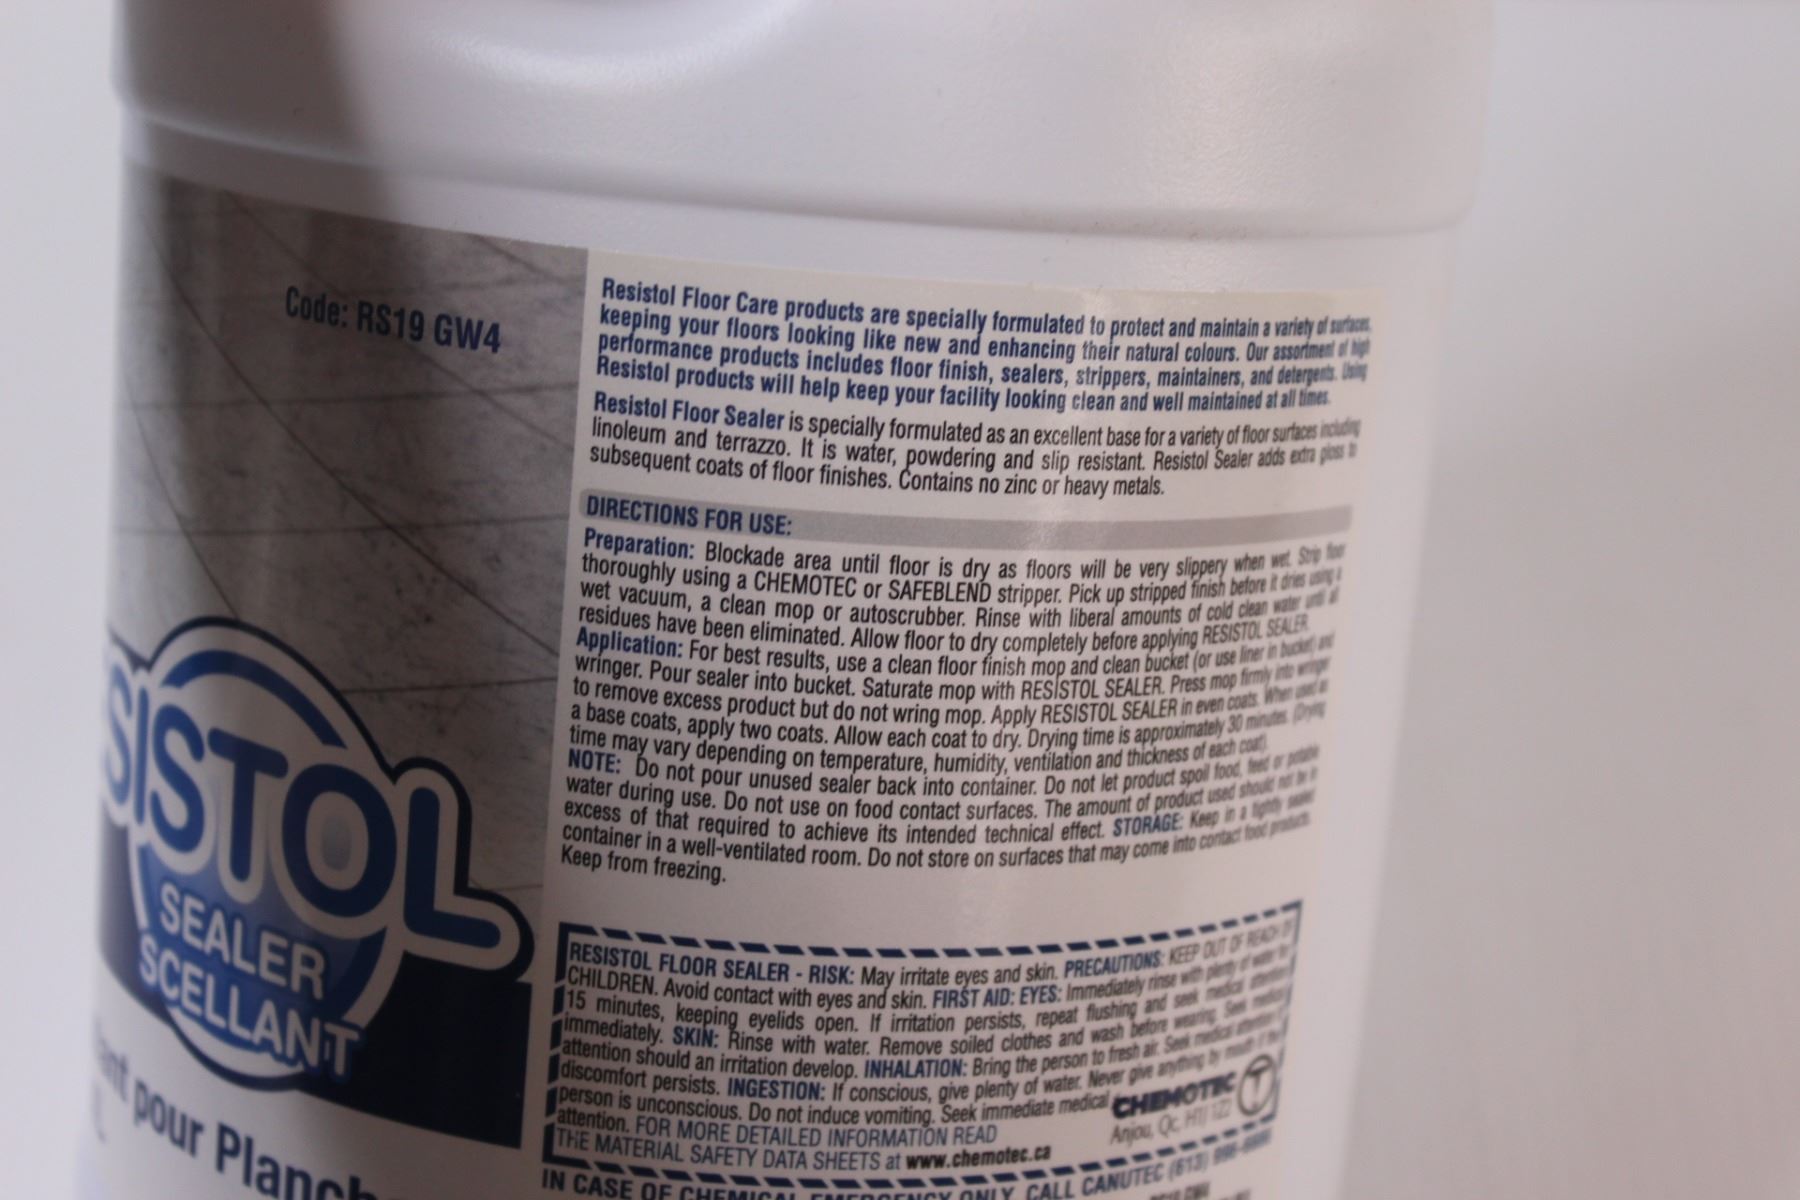 Code: RS19 GW4
SISTOL
SEALER
SCELLANT
pour Planch
Resistol Floor Care products are specially formulated to protect and maintain a variety of surfaces,
keeping your floors looking like new and enhancing their natural colours. Our assortment of high
performance products includes floor finish, sealers, strippers, maintainers, and detergents. Using
Resistol products will help keep your facility looking clean and well maintained at all times.
Resistol Floor Sealer is specially formulated as an excellent base for a variety of floor surfaces including
linoleum and terrazzo. It is water, powdering and slip resistant. Resistol Sealer adds extra gloss to
subsequent coats of floor finishes. Contains no zinc or heavy metals.
DIRECTIONS FOR USE:
Preparation: Blockade area until floor is dry as floors will be very slippery when wet. Strip floor
thoroughly using a CHEMOTEC or SAFEBLEND stripper. Pick up stripped finish before it dries using a
wet vacuum, a clean mop or autoscrubber. Rinse with liberal amounts of cold clean water until all
residues have been eliminated. Allow floor to dry completely before applying RESISTOL SEALER.
Application: For best results, use a clean floor finish mop and clean bucket (or use liner in bucket) and
wringer. Pour sealer into bucket. Saturate mop with RESISTOL SEALER. Press mop firmly into wringer
to remove excess product but do not wring mop. Apply RESISTOL SEALER in even coats. When used as
a base coats, apply two coats. Allow each coat to dry. Drying time is approximately 30 minutes. (Drying
time may vary depending on temperature, humidity, ventilation and thickness of each coat).
NOTE: Do not pour unused sealer back into container. Do not let product spoil food, feed or potable
water during use. Do not use on food contact surfaces. The amount of product used should not be in
excess of that required to achieve its intended technical effect. STORAGE: Keep in a tightly sealed
container in a well-ventilated room. Do not store on surfaces that may come into contact food products.
Keep from freezing.
RESISTOL FLOOR SEALER - RISK: May irritate eyes and skin. PRECAUTIONS: KEEP OUT OF REACH OF
CHILDREN. Avoid contact with eyes and skin. FIRST AID: EYES: Immediately rinse with plenty of water for
15 minutes, keeping eyelids open. If irritation persists, repeat flushing and seek medical attention
immediately. SKIN: Rinse with water. Remove soiled clothes and wash before wearing. Seek medical
attention should an irritation develop. INHALATION: Bring the person to fresh air. Seek medical attention if
discomfort persists. INGESTION: If conscious, give plenty of water. Never give anything by mouth if the
person is unconscious. Do not induce vomiting. Seek immediate medical
attention. FOR MORE DETAILED INFORMATION READ
THE MATERIAL SAFETY DATA SHEETS at www.chemotec.ca
CHEMOTEC T
Anjou, Qc,
IN CASE OF CHEMICAL EMERGENCY ONLY, CALL CANUTEC (613)